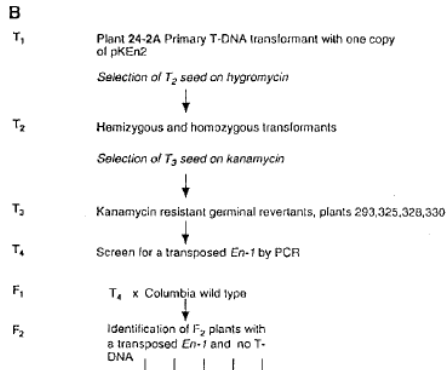 B
T1 Plant 24-2A Primary T-DNA transformant with one copy
of pKEn2
Selection of T2 seed on hygromycin
T2 Hemizygous and homozygous transformants
Selection of T3 seed on kanamycin
T3 Kanamycin resistant germinal revertants, plants 293,325,328,330
T4 Screen for a transposed En-1 by PCR
F1 T4 x Columbia wild type
F2 Identification of F2 plants with
a transposed En-1 and no T-
DNA